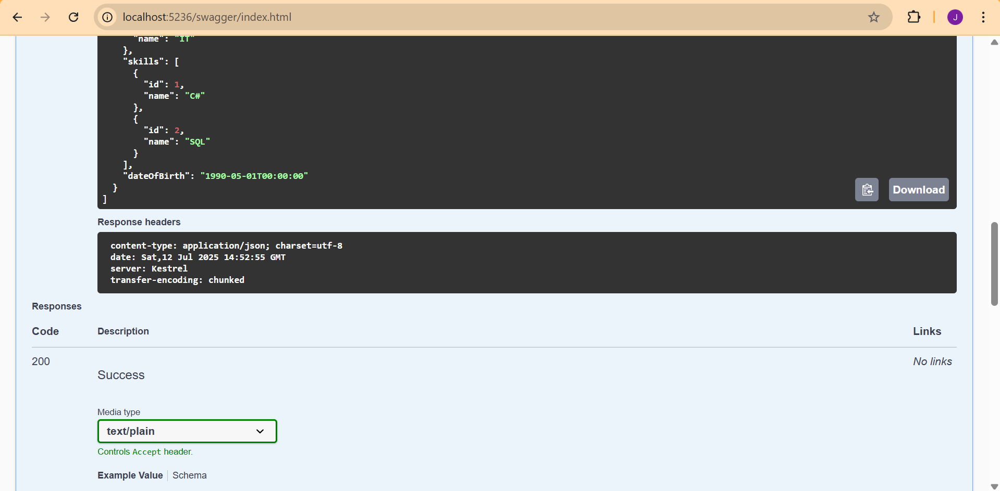 localhost:5236/swagger/index.html
J
"name": "IT"
},
"skills": [
{
"id": 1,
"name": "C#"
},
{
"id": 2,
"name": "SQL"
}
],
"dateOfBirth": "1990-05-01T00:00:00"
}
]
Download
Response headers
content-type: application/json; charset=utf-8
date: Sat,12 Jul 2025 14:52:55 GMT
server: Kestrel
transfer-encoding: chunked
Responses
Code Description Links
200 No links
Success
Media type
text/plain
Controls Accept header.
Example Value Schema